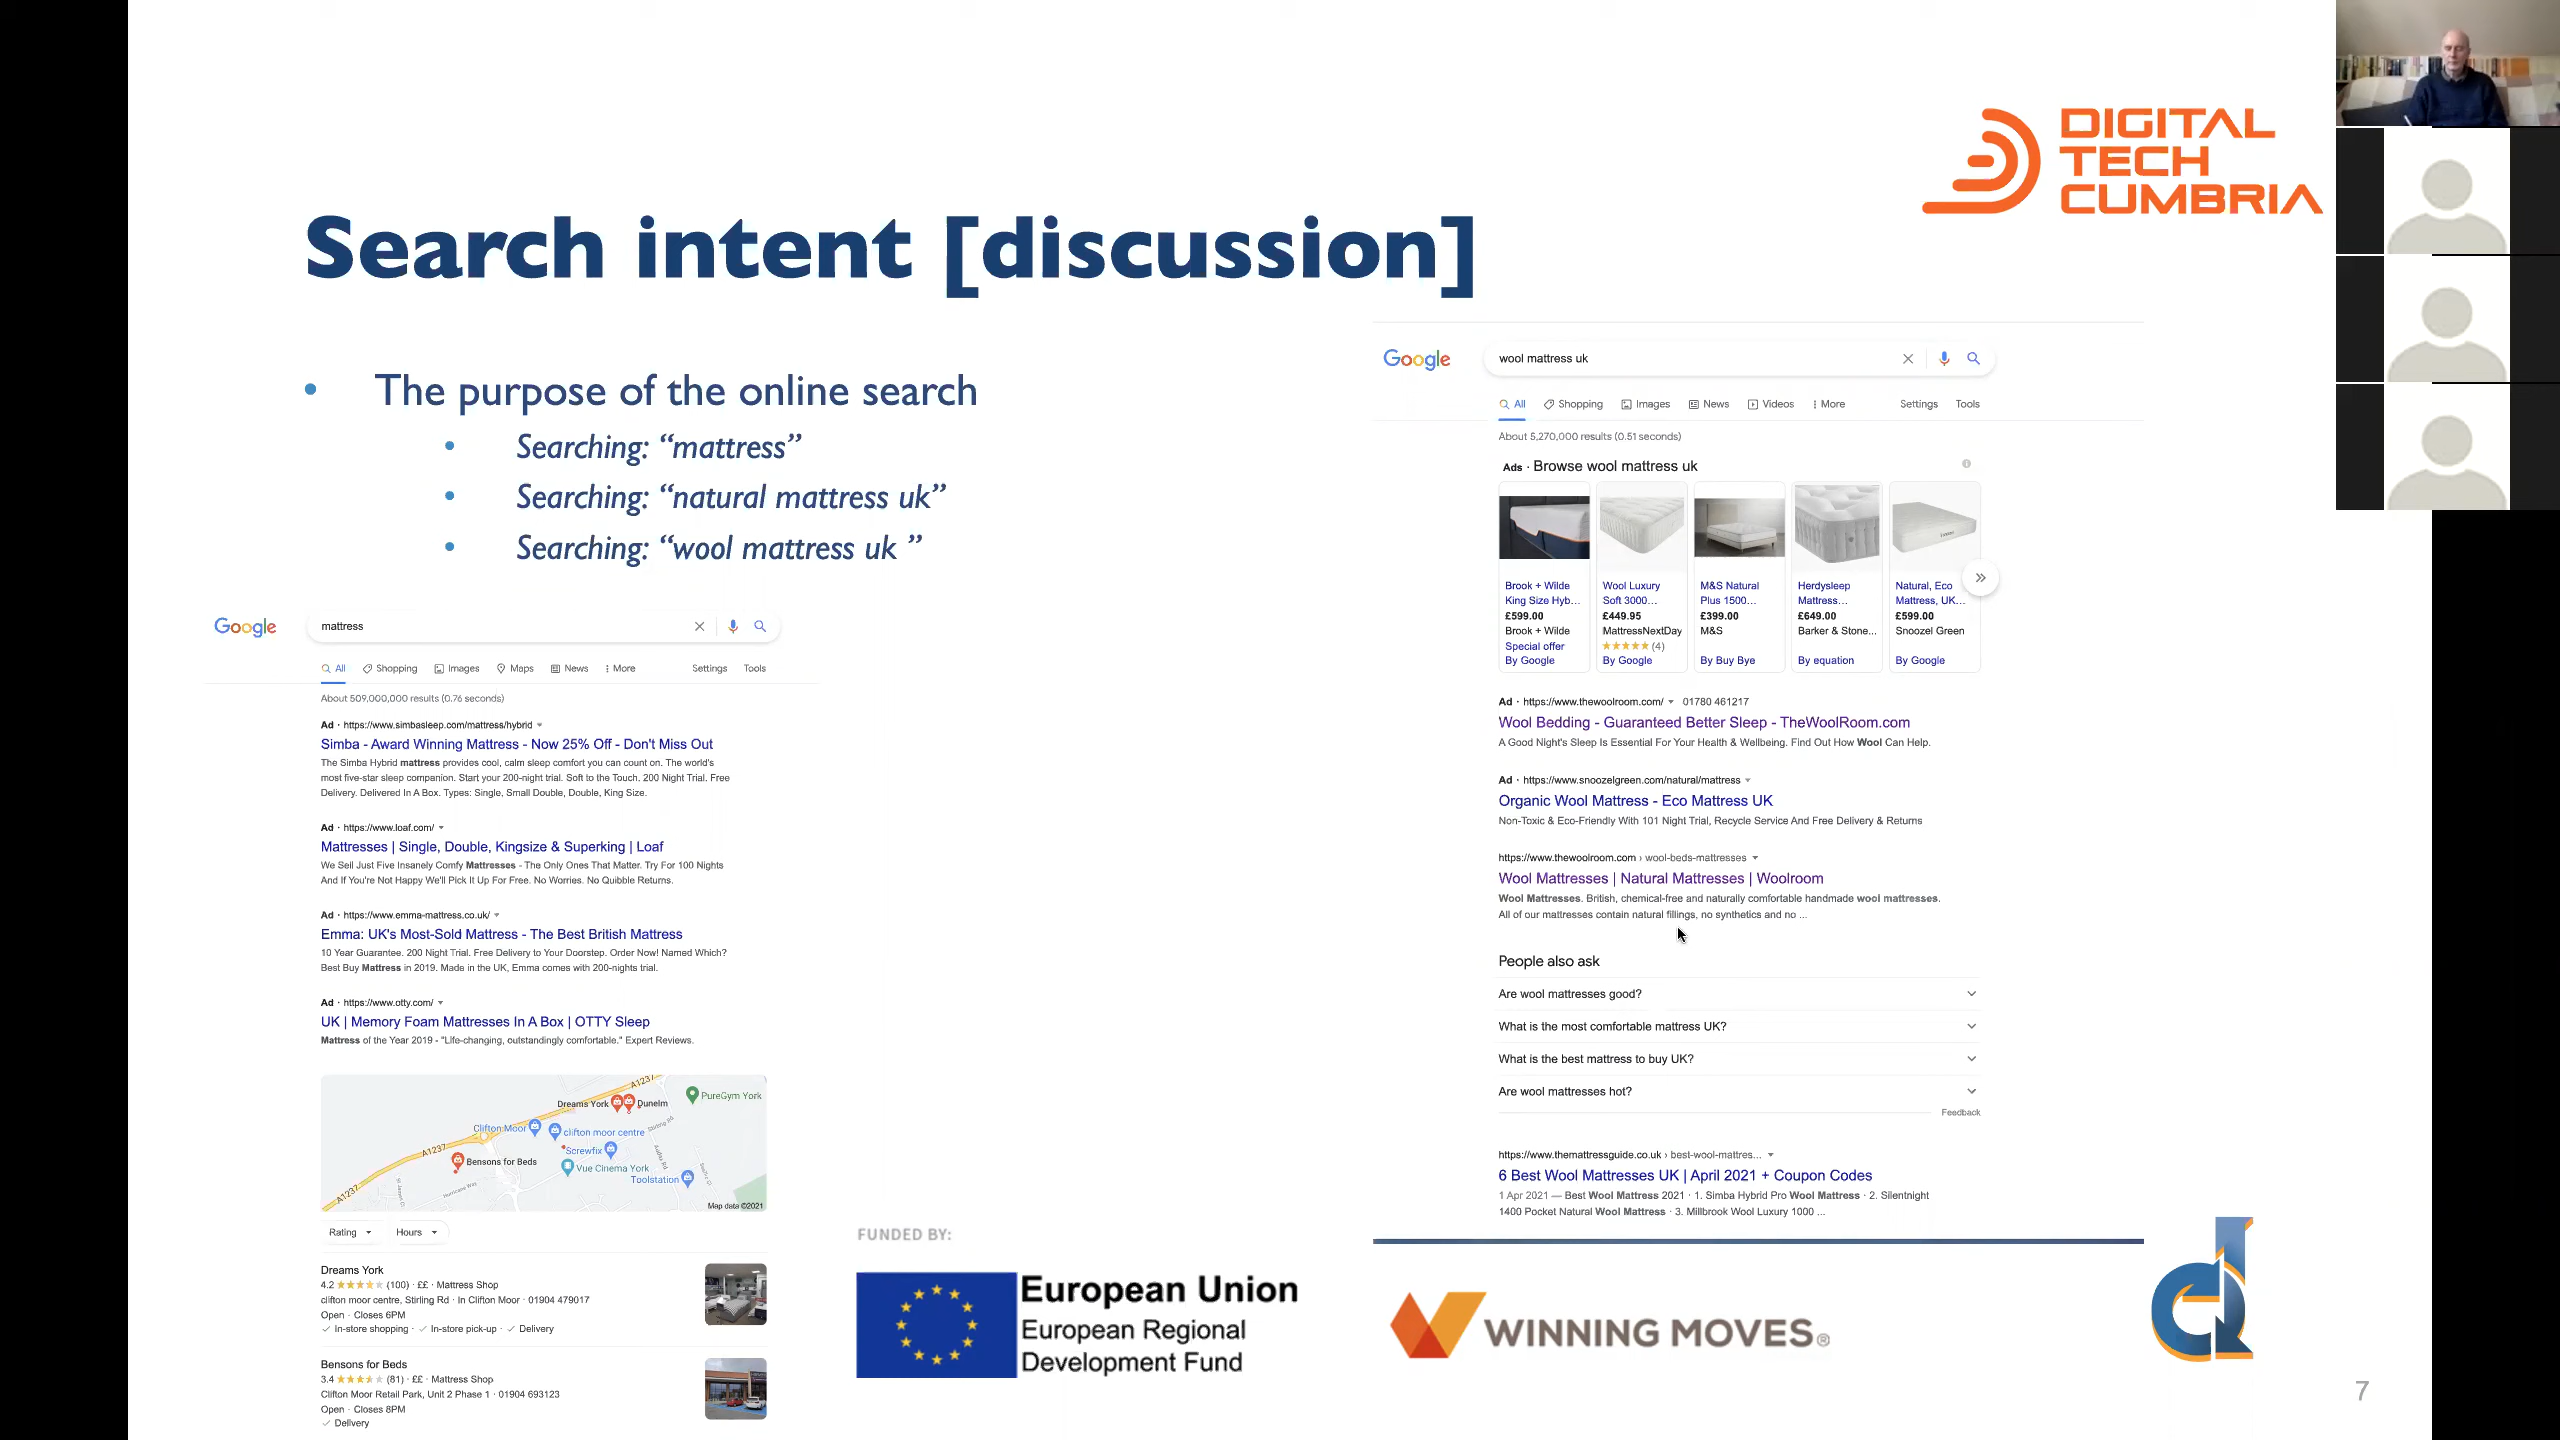 DIGITAL
TECH
CUMBRIA
Search intent [discussion]
• The purpose of the online search
• Searching: “mattress”
• Searching: “natural mattress uk”
• Searching: “wool mattress uk ”
Google
mattress
All Shopping Images Maps News More Settings Tools
About 509,000,000 results (0.76 seconds)
Ad · https://www.simbasleep.com/mattress/hybrid
Simba - Award Winning Mattress - Now 25% Off - Don't Miss Out
The Simba Hybrid mattress provides cool, calm sleep comfort you can count on. The world's
most five-star sleep companion. Start your 200-night trial. Soft to the Touch. 200 Night Trial. Free
Delivery. Delivered In A Box. Types: Single, Small Double, Double, King Size.
Ad · https://www.loaf.com/
Mattresses | Single, Double, Kingsize & Superking | Loaf
We Sell Just Five Insanely Comfy Mattresses - The Only Ones That Matter. Try For 100 Nights
And If You're Not Happy We'll Pick It Up For Free. No Worries. No Quibble Returns.
Ad · https://www.emma-mattress.co.uk/
Emma: UK's Most-Sold Mattress - The Best British Mattress
10 Year Guarantee. 200 Night Trial. Free Delivery to Your Doorstep. Order Now! Named Which?
Best Buy Mattress in 2019. Made in the UK, Emma comes with 200-nights trial.
Ad · https://www.otty.com/
UK | Memory Foam Mattresses In A Box | OTTY Sleep
Mattress of the Year 2019 - "Life-changing, outstandingly comfortable." Expert Reviews.
A1237
PureGym York
Dreams York
Dunelm
Clifton Moor
clifton moor centre
Stirling Rd
A1237
Screwfix
Bensons for Beds
Vue Cinema York
Toolstation
Hurricane Way
A1237
Map data ©2021
Rating Hours
Dreams York
4.2 (100) · ££ · Mattress Shop
clifton moor centre, Stirling Rd · In Clifton Moor · 01904 479017
Open · Closes 6PM
In-store shopping · In-store pick-up · Delivery
Bensons for Beds
3.4 (81) · ££ · Mattress Shop
Clifton Moor Retail Park, Unit 2 Phase 1 · 01904 693123
Open · Closes 8PM
Delivery
Google
wool mattress uk
All Shopping Images News Videos More Settings Tools
About 5,270,000 results (0.51 seconds)
Ads · Browse wool mattress uk
Brook + Wilde
King Size Hyb...
£599.00
Brook + Wilde
Special offer
By Google
Wool Luxury
Soft 3000...
£449.95
MattressNextDay
(4)
By Google
M&S Natural
Plus 1500...
£399.00
M&S
By Buy Bye
Herdysleep
Mattress...
£649.00
Barker & Stone...
By equation
Natural, Eco
Mattress, UK...
£599.00
Snoozel Green
By Google
Ad · https://www.thewoolroom.com/ 01780 461217
Wool Bedding - Guaranteed Better Sleep - TheWoolRoom.com
A Good Night's Sleep Is Essential For Your Health & Wellbeing. Find Out How Wool Can Help.
Ad · https://www.snoozelgreen.com/natural/mattress
Organic Wool Mattress - Eco Mattress UK
Non-Toxic & Eco-Friendly With 101 Night Trial, Recycle Service And Free Delivery & Returns
https://www.thewoolroom.com › wool-beds-mattresses
Wool Mattresses | Natural Mattresses | Woolroom
Wool Mattresses. British, chemical-free and naturally comfortable handmade wool mattresses.
All of our mattresses contain natural fillings, no synthetics and no ...
People also ask
Are wool mattresses good?
What is the most comfortable mattress UK?
What is the best mattress to buy UK?
Are wool mattresses hot?
Feedback
https://www.themattressguide.co.uk › best-wool-mattres...
6 Best Wool Mattresses UK | April 2021 + Coupon Codes
1 Apr 2021 — Best Wool Mattress 2021 · 1. Simba Hybrid Pro Wool Mattress · 2. Silentnight
1400 Pocket Natural Wool Mattress · 3. Millbrook Wool Luxury 1000 ...
FUNDED BY:
European Union
European Regional
Development Fund
WINNING MOVES®
7